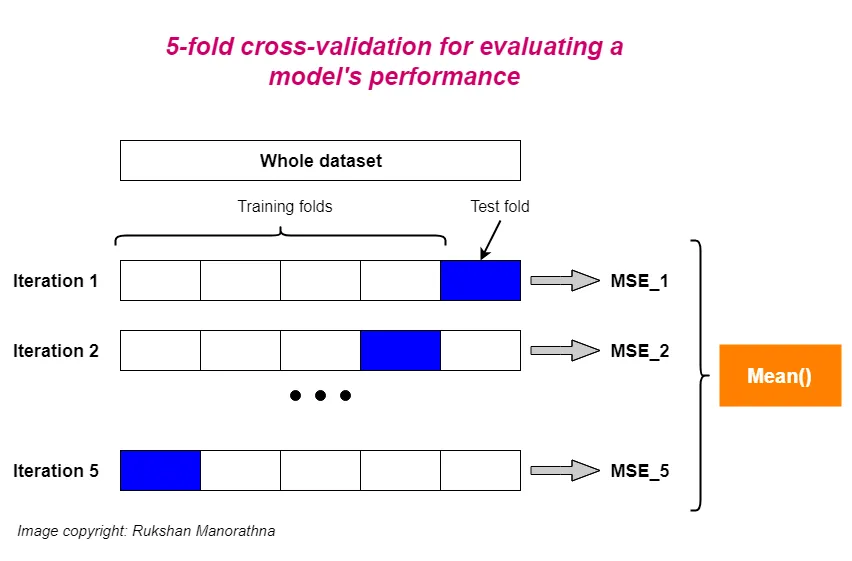 5-fold cross-validation for evaluating a
model's performance
Whole dataset
Training folds
Test fold
Iteration 1
MSE_1
Iteration 2
MSE_2
Mean()
Iteration 5
MSE_5
Image copyright: Rukshan Manorathna